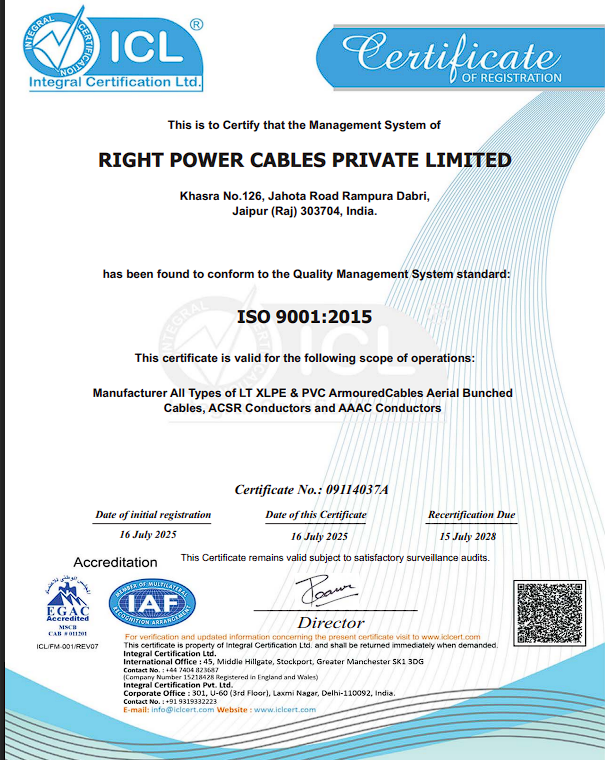 INTEGRAL CERTIFICATION
ICL®
Integral Certification Ltd.
Certificate
OF REGISTRATION
This is to Certify that the Management System of
RIGHT POWER CABLES PRIVATE LIMITED
Khasra No.126, Jahota Road Rampura Dabri,
Jaipur (Raj) 303704, India.
has been found to conform to the Quality Management System standard:
ISO 9001:2015
This certificate is valid for the following scope of operations:
Manufacturer All Types of LT XLPE & PVC ArmouredCables Aerial Bunched
Cables, ACSR Conductors and AAAC Conductors
Certificate No.: 09114037A
Date of initial registration
Date of this Certificate
Recertification Due
16 July 2025
16 July 2025
15 July 2028
This Certificate remains valid subject to satisfactory surveillance audits.
Accreditation
EGAC
Accredited
MSCB
CAB # 011201
MEMBER OF MULTILATERAL
IAF
RECOGNITION ARRANGEMENT
ICL/FM-001/REV07
Director
For verification and updated information concerning the present certificate visit to www.iclcert.com
This certificate is property of Integral Certification Ltd. and shall be returned immediately when demanded.
Integral Certification Ltd.
International Office : 45, Middle Hillgate, Stockport, Greater Manchester SK1 3DG
Contact No. : +44 7404 823687
(Company Number 15218428 Registered in England and Wales)
Integral Certification Pvt. Ltd.
Corporate Office : 301, U-60 (3rd Floor), Laxmi Nagar, Delhi-110092, India.
Contact No. : +91 9319332223
E-mail: info@iclcert.com Website : www.iclcert.com